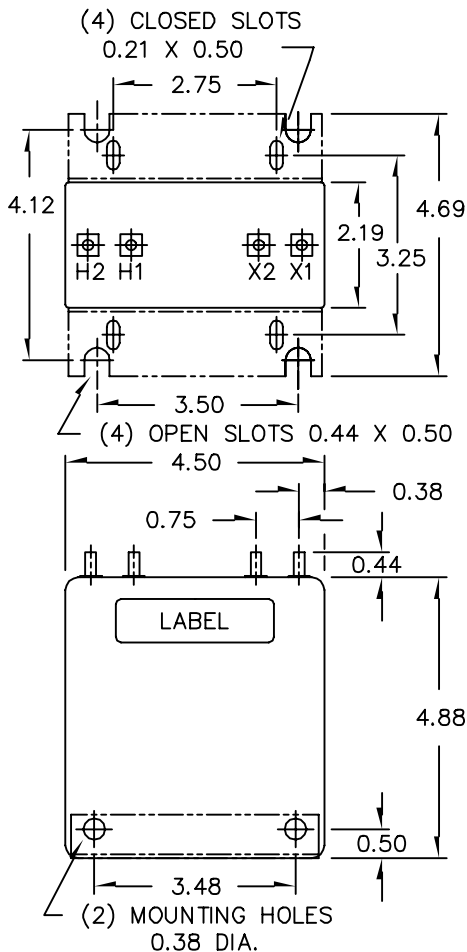 (4) CLOSED SLOTS
0.21 X 0.50
2.75
4.12
4.69
2.19
3.25
H2 H1 X2 X1
3.50
(4) OPEN SLOTS 0.44 X 0.50
4.50
0.38
0.75
0.44
LABEL
4.88
0.50
3.48
(2) MOUNTING HOLES
0.38 DIA.